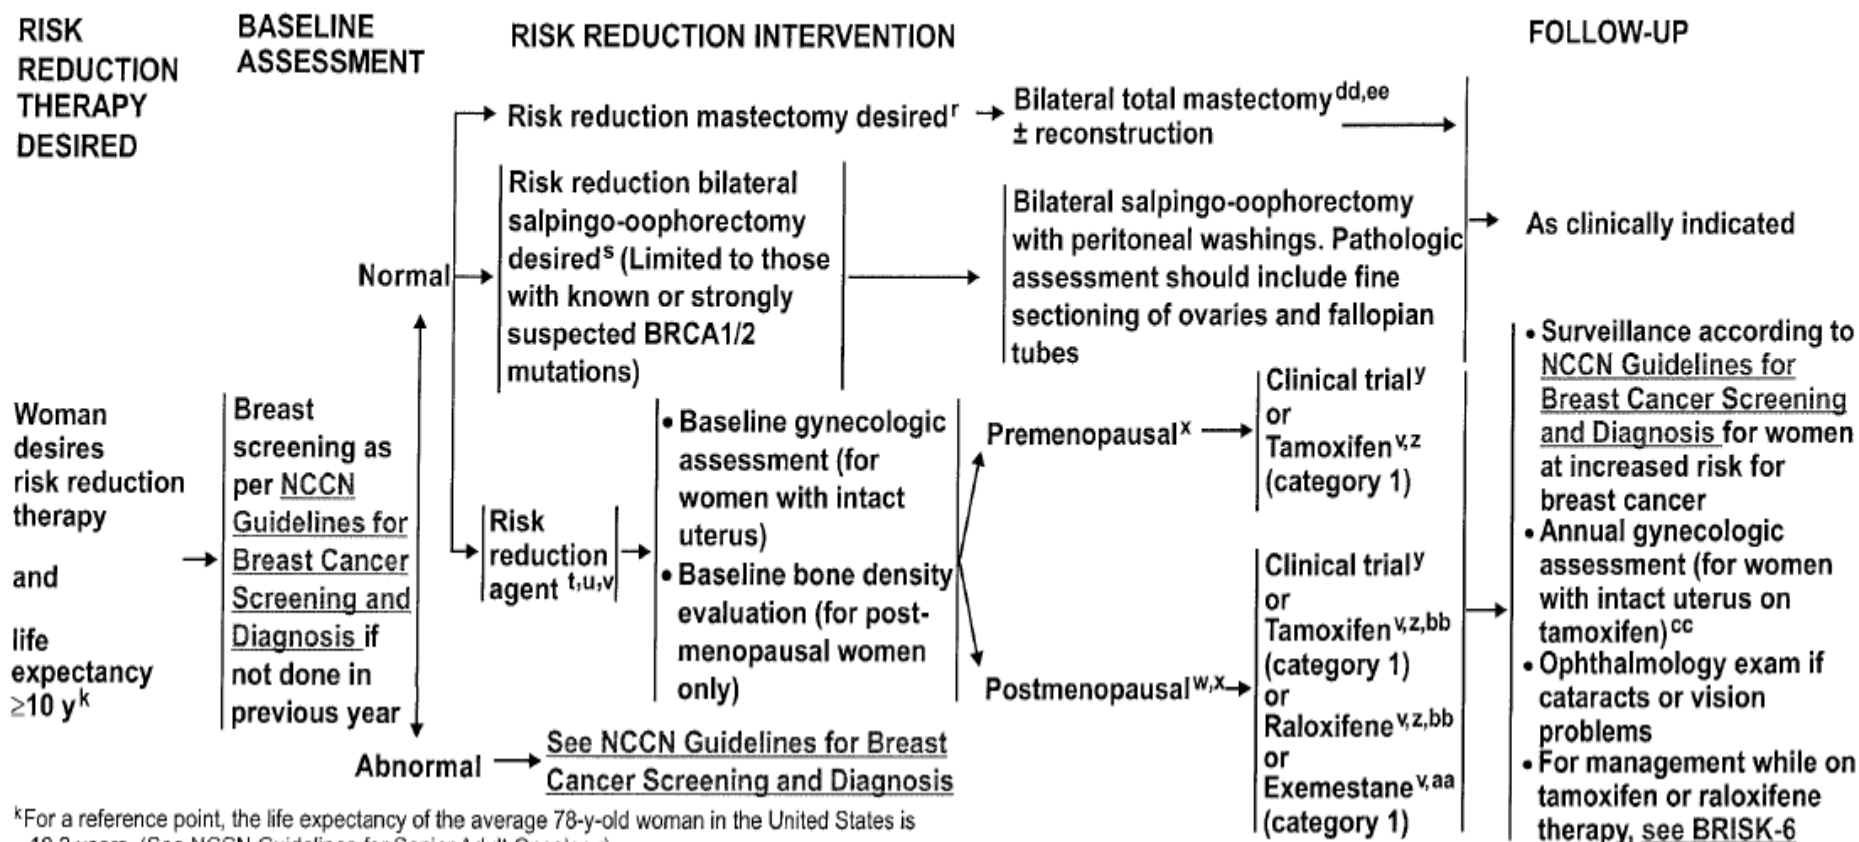 RISK
REDUCTION
THERAPY
DESIRED
BASELINE
ASSESSMENT
RISK REDUCTION INTERVENTION
FOLLOW-UP
Woman
desires
risk reduction
therapy
and
life
expectancy
≥10 yᵏ
Breast
screening as
per NCCN
Guidelines for
Breast Cancer
Screening and
Diagnosis if
not done in
previous year
Normal
Risk reduction mastectomy desiredʳ
Bilateral total mastectomy dd,ee
± reconstruction
Risk reduction bilateral
salpingo-oophorectomy
desiredˢ (Limited to those
with known or strongly
suspected BRCA1/2
mutations)
Bilateral salpingo-oophorectomy
with peritoneal washings. Pathologic
assessment should include fine
sectioning of ovaries and fallopian
tubes
As clinically indicated
Risk
reduction
agent t,u,v
• Baseline gynecologic
assessment (for
women with intact
uterus)
• Baseline bone density
evaluation (for post-
menopausal women
only)
Premenopausalˣ
Clinical trialʸ
or
Tamoxifen v,z
(category 1)
Postmenopausal w,x
Clinical trialʸ
or
Tamoxifen v,z,bb
(category 1)
or
Raloxifene v,z,bb
or
Exemestane v,aa
(category 1)
• Surveillance according to
NCCN Guidelines for
Breast Cancer Screening
and Diagnosis for women
at increased risk for
breast cancer
• Annual gynecologic
assessment (for women
with intact uterus on
tamoxifen)cc
• Ophthalmology exam if
cataracts or vision
problems
• For management while on
tamoxifen or raloxifene
therapy, see BRISK-6
Abnormal
See NCCN Guidelines for Breast
Cancer Screening and Diagnosis
ᵏFor a reference point, the life expectancy of the average 78-y-old woman in the United States is